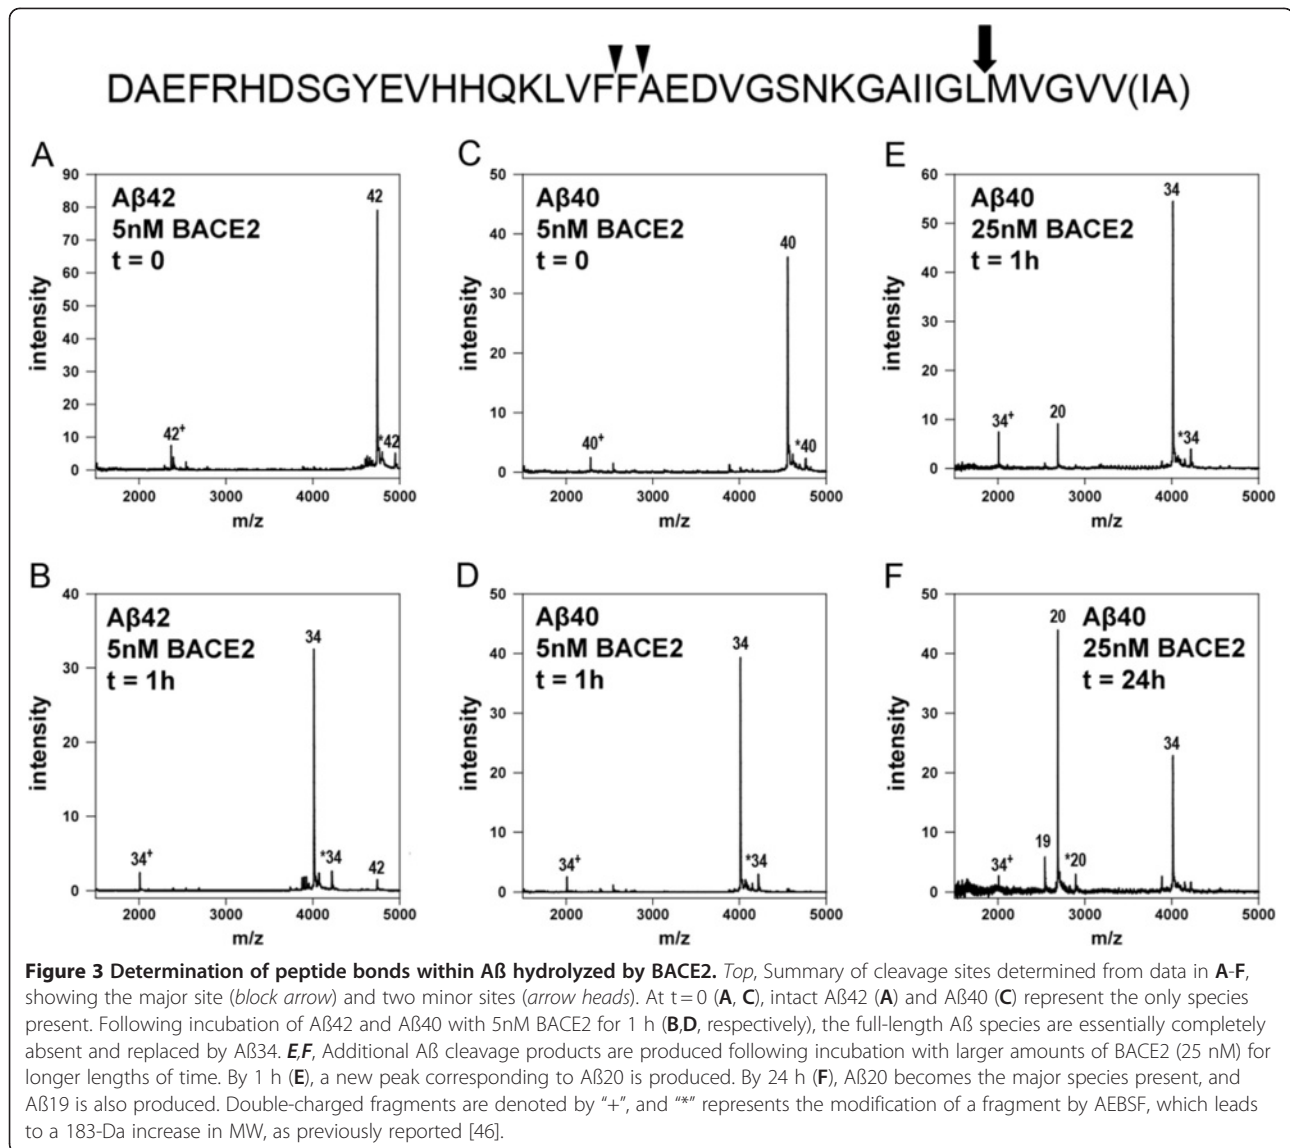 DAEFRHDSGYEVHHQKLVFFAEDVGSNKGAIIGLMVGVV(IA)
A
90
80
70
60
50
40
30
20
10
0
intensity
Aβ42
5nM BACE2
t = 0
42
42+
*42
2000
3000
4000
5000
m/z
C
50
40
30
20
10
0
intensity
Aβ40
5nM BACE2
t = 0
40
40+
*40
2000
3000
4000
5000
m/z
E
60
50
40
30
20
10
0
intensity
Aβ40
25nM BACE2
t = 1h
34
34+
20
*34
2000
3000
4000
5000
m/z
B
40
30
20
10
0
intensity
Aβ42
5nM BACE2
t = 1h
34
34+
*34
42
2000
3000
4000
5000
m/z
D
50
40
30
20
10
0
intensity
Aβ40
5nM BACE2
t = 1h
34
34+
*34
2000
3000
4000
5000
m/z
F
50
40
30
20
10
0
intensity
Aβ40
25nM BACE2
t = 24h
20
34
19
*20
34+
2000
3000
4000
5000
m/z
Figure 3 Determination of peptide bonds within Aß hydrolyzed by BACE2. Top, Summary of cleavage sites determined from data in A-F,
showing the major site (block arrow) and two minor sites (arrow heads). At t = 0 (A, C), intact Aß42 (A) and Aß40 (C) represent the only species
present. Following incubation of Aß42 and Aß40 with 5nM BACE2 for 1 h (B,D, respectively), the full-length Aß species are essentially completely
absent and replaced by Aß34. E,F, Additional Aß cleavage products are produced following incubation with larger amounts of BACE2 (25 nM) for
longer lengths of time. By 1 h (E), a new peak corresponding to Aß20 is produced. By 24 h (F), Aß20 becomes the major species present, and
Aß19 is also produced. Double-charged fragments are denoted by "+", and "*" represents the modification of a fragment by AEBSF, which leads
to a 183-Da increase in MW, as previously reported [46].